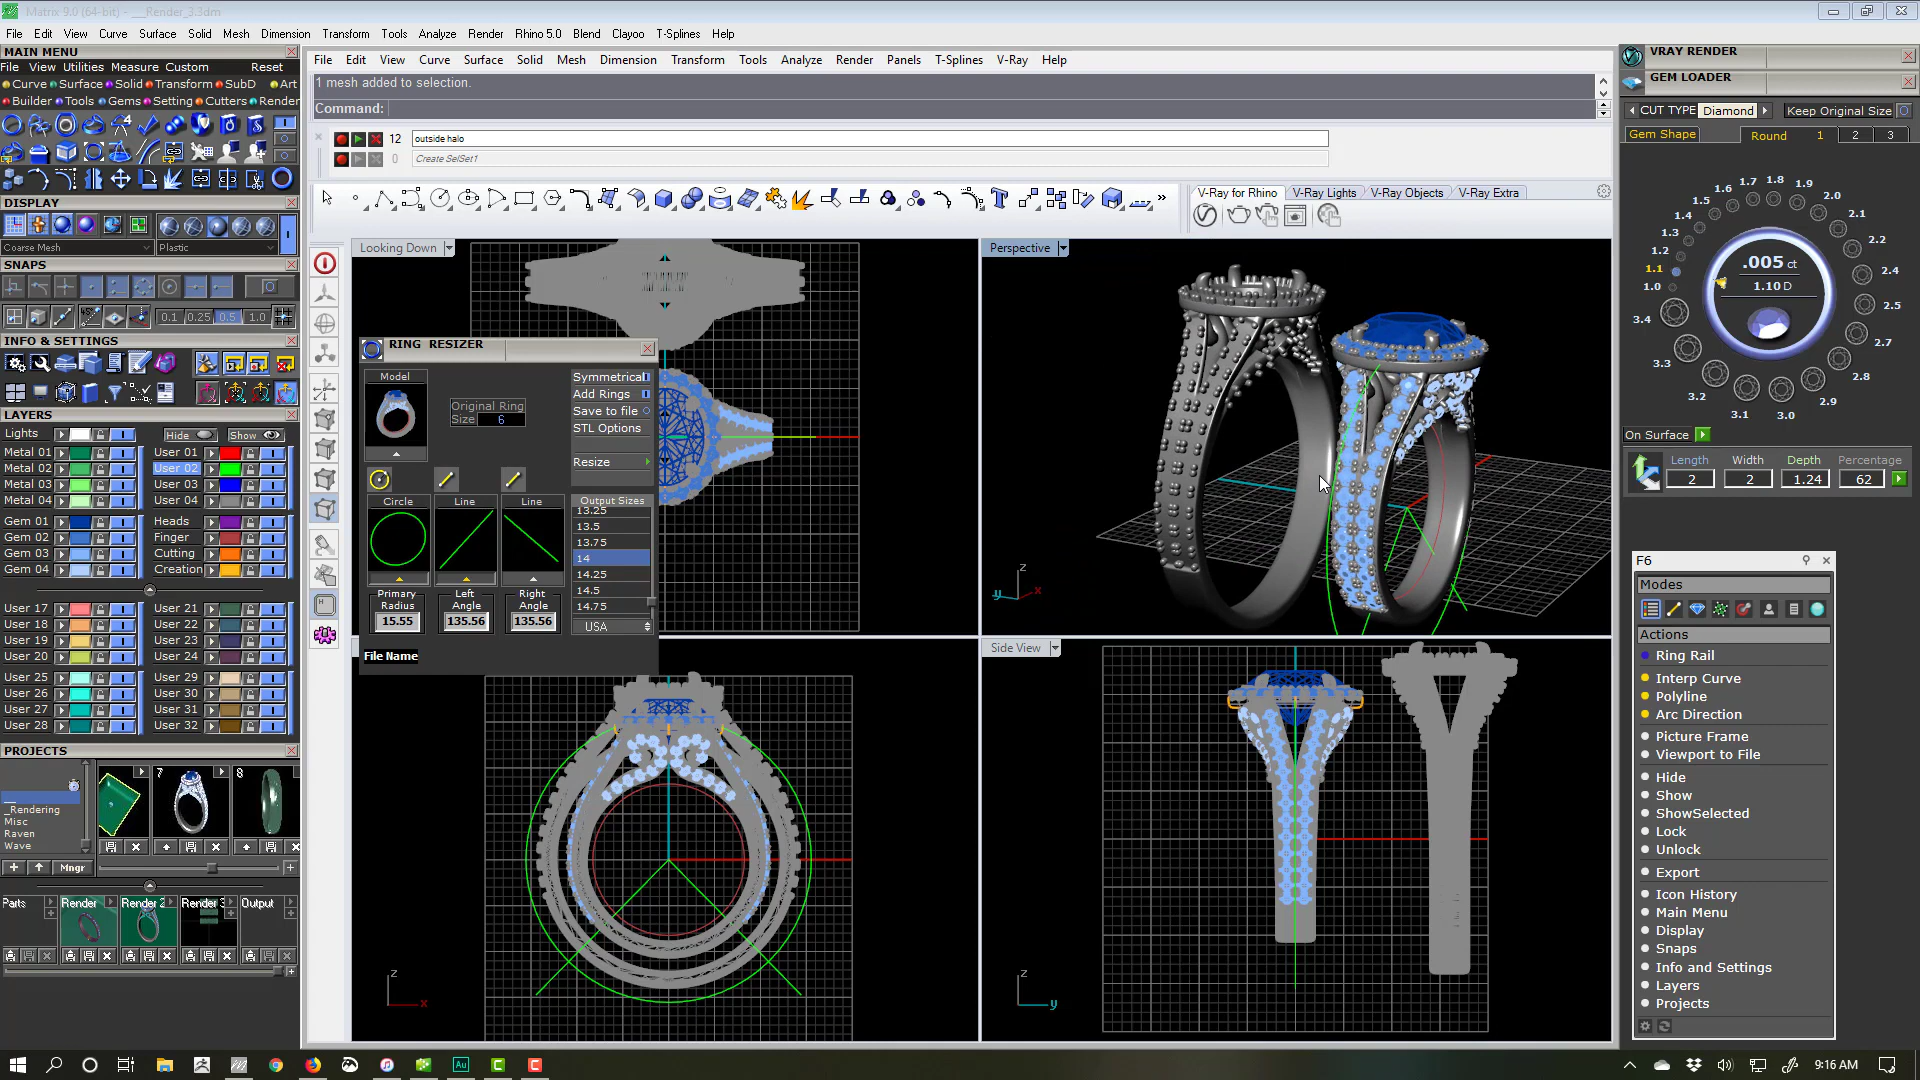 Matrix 9.0 (64-bit) - __Render_3.3dm
File Edit View Curve Surface Solid Mesh Dimension Transform Tools Analyze Render Rhino 5.0 Blend Clayoo T-Splines Help
MAIN MENU
File View Utilities Measure Custom Reset
Curve Surface Solid Transform SubD Art
Builder Tools Gems Setting Cutters Render
DISPLAY
Coarse Mesh Plastic
SNAPS
0.1 0.25 0.5 1.0
INFO & SETTINGS
LAYERS
Lights Hide Show
Metal 01 User 01
Metal 02 User 02
Metal 03 User 03
Metal 04 User 04
Gem 01 Heads
Gem 02 Finger
Gem 03 Cutting
Gem 04 Creation
User 17 User 21
User 18 User 22
User 19 User 23
User 20 User 24
User 25 User 29
User 26 User 30
User 27 User 31
User 28 User 32
PROJECTS
7 8
__
_Rendering
Misc
Raven
Wave
Mngr
Parts Render Render 2 Render 3 Output
File Edit View Curve Surface Solid Mesh Dimension Transform Tools Analyze Render Panels T-Splines V-Ray Help
1 mesh added to selection.
Command:
12 outside halo
0 Create SelSet1
V-Ray for Rhino V-Ray Lights V-Ray Objects V-Ray Extra
Looking Down
Perspective
Side View
RING RESIZER
Model
Original Ring
Size 6
Symmetrical
Add Rings
Save to file
STL Options
Resize
Circle Line Line
Output Sizes
13.25
13.5
13.75
14
14.25
14.5
14.75
USA
Primary Radius
15.55
Left Angle
135.56
Right Angle
135.56
File Name
z
x
z
y
z
y x
VRAY RENDER
GEM LOADER
CUT TYPE Diamond Keep Original Size
Gem Shape Round 1 2 3
1.0
1.1
1.2
1.3
1.4
1.5
1.6
1.7
1.8
1.9
2.0
2.1
2.2
2.4
2.5
2.7
2.8
2.9
3.0
3.1
3.2
3.3
3.4
.005 ct
1.10 D
On Surface
Length Width Depth Percentage
2 2 1.24 62
F6
Modes
Actions
Ring Rail
Interp Curve
Polyline
Arc Direction
Picture Frame
Viewport to File
Hide
Show
ShowSelected
Lock
Unlock
Export
Icon History
Main Menu
Display
Snaps
Info and Settings
Layers
Projects
Au
9:16 AM